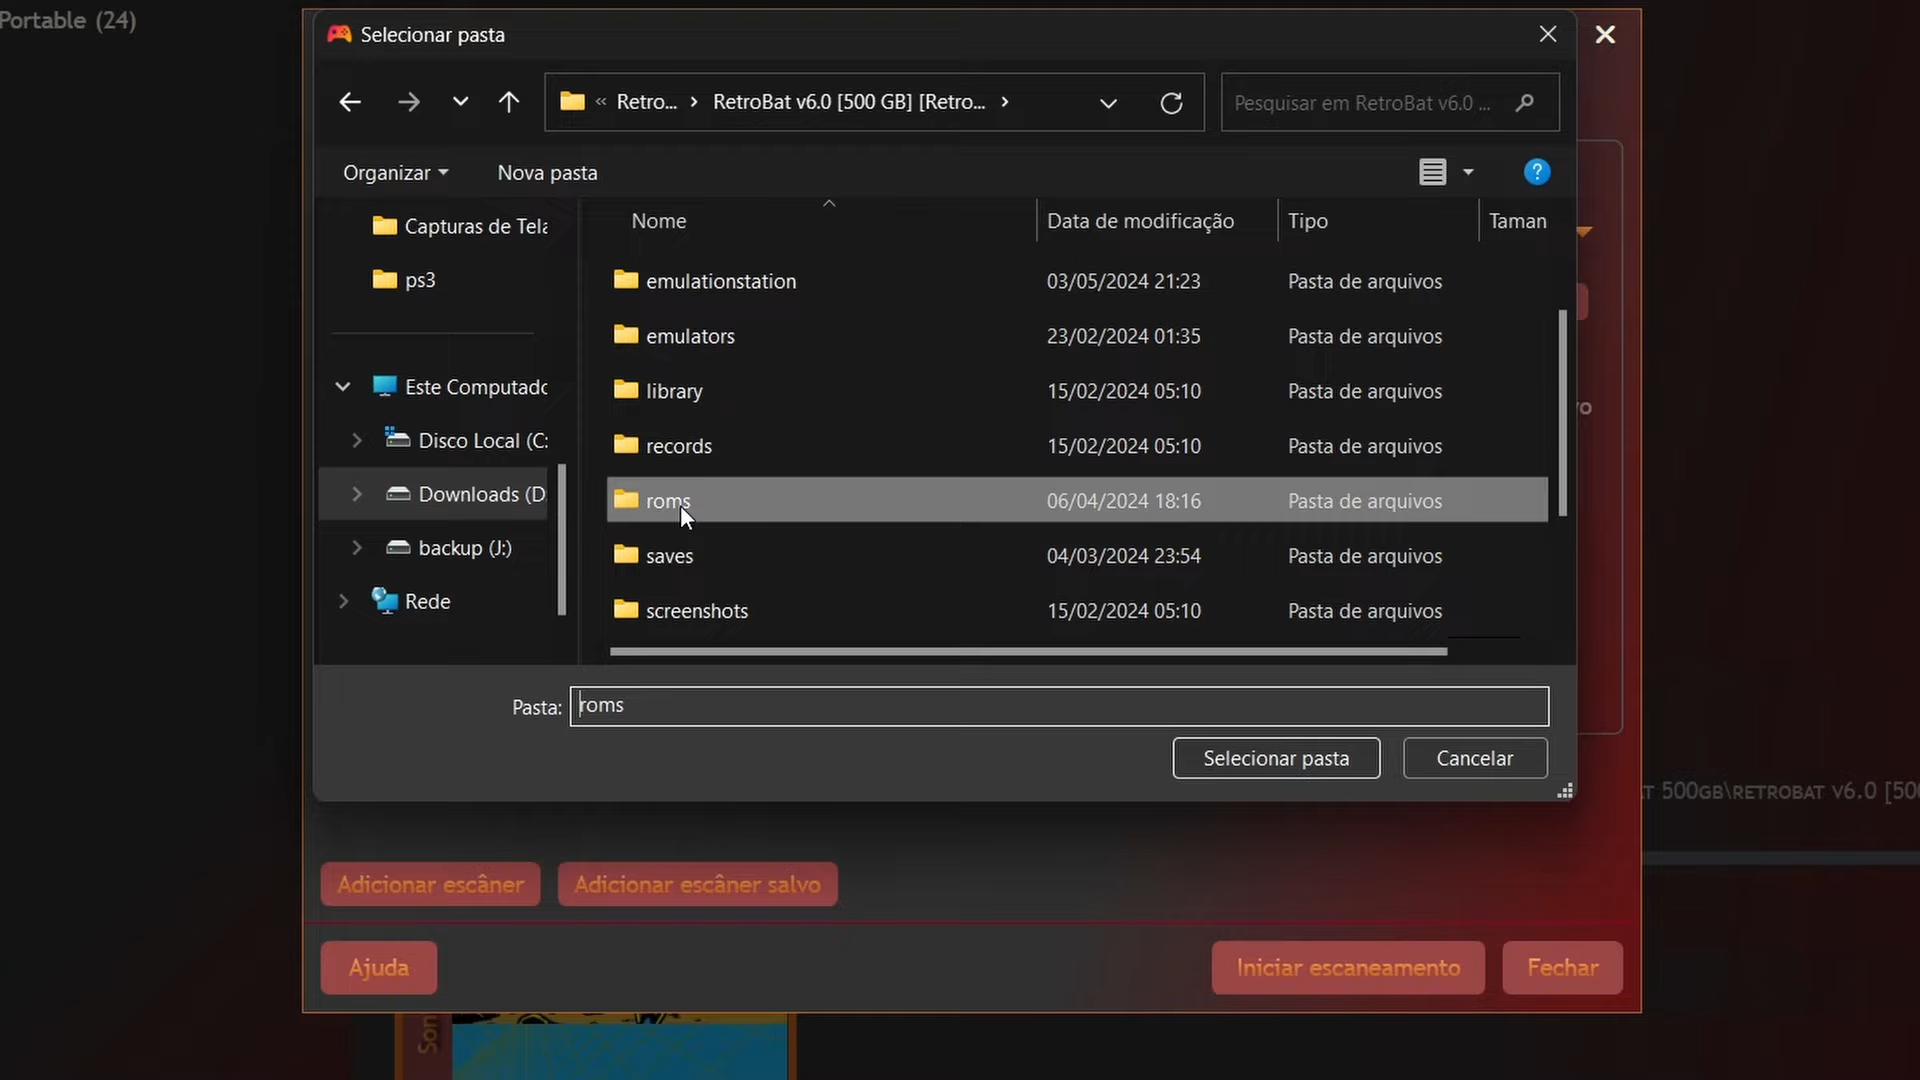 Portable (24)
Selecionar pasta
« Retro... > RetroBat v6.0 [500 GB] [Retro... >
Pesquisar em RetroBat v6.0 ...
Organizar
Nova pasta
Nome
Data de modificação
Tipo
Taman
Capturas de Tela
ps3
Este Computado
Disco Local (C:
Downloads (D
backup (J:)
Rede
emulationstation 03/05/2024 21:23 Pasta de arquivos
emulators 23/02/2024 01:35 Pasta de arquivos
library 15/02/2024 05:10 Pasta de arquivos
records 15/02/2024 05:10 Pasta de arquivos
roms 06/04/2024 18:16 Pasta de arquivos
saves 04/03/2024 23:54 Pasta de arquivos
screenshots 15/02/2024 05:10 Pasta de arquivos
Pasta: roms
Selecionar pasta
Cancelar
T 500GB\RETROBAT V6.0 [500
Adicionar escâner
Adicionar escâner salvo
Ajuda
Iniciar escaneamento
Fechar
Son